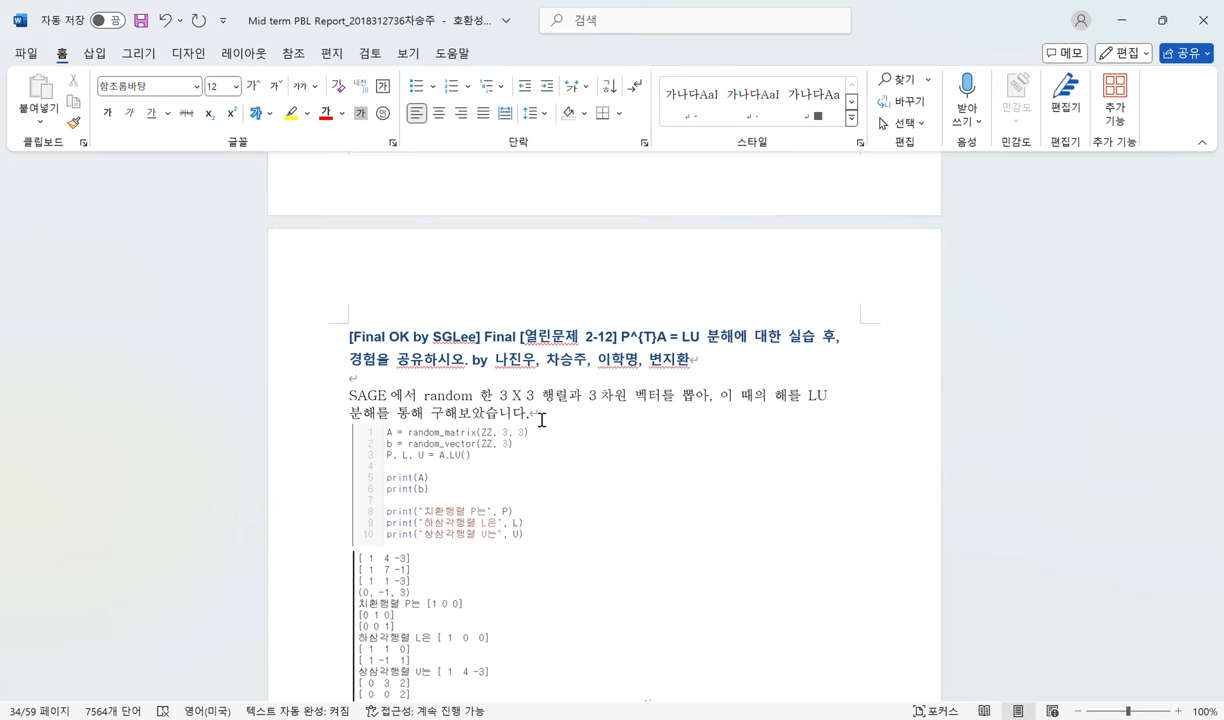 자동 저장 끔 Mid term PBL Report_2018312736차승주 - 호환성... 검색
파일 홈 삽입 그리기 디자인 레이아웃 참조 편지 검토 보기 도움말 메모 편집 공유
함초롬바탕 12 가나다AaI 가나다AaI 가나다Aa 찾기
붙여넣기 바꾸기 받아쓰기 민감도 편집기 추가 기능
선택
클립보드 글꼴 단락 스타일 편집 음성 민감도 편집기 추가 기능
[Final OK by SGLee] Final [열린문제 2-12] P^{T}A = LU 분해에 대한 실습 후,
경험을 공유하시오. by 나진우, 차승주, 이학명, 변지환
SAGE에서 random 한 3 X 3 행렬과 3차원 벡터를 뽑아, 이 때의 해를 LU
분해를 통해 구해보았습니다.
1 A = random_matrix(ZZ, 3, 3)
2 b = random_vector(ZZ, 3)
3 P, L, U = A.LU()
4
5 print(A)
6 print(b)
7
8 print("치환행렬 P는", P)
9 print("하삼각행렬 L은", L)
10 print("상삼각행렬 U는", U)
[ 1 4 -3]
[ 1 7 -1]
[ 1 1 -3]
(0, -1, 3)
치환행렬 P는 [1 0 0]
[0 1 0]
[0 0 1]
하삼각행렬 L은 [ 1 0 0]
[ 1 1 0]
[ 1 -1 1]
상삼각행렬 U는 [ 1 4 -3]
[ 0 3 2]
[ 0 0 2]
34/59 페이지 7564개 단어 영어(미국) 텍스트 자동 완성: 켜짐 접근성: 계속 진행 가능 포커스 100%